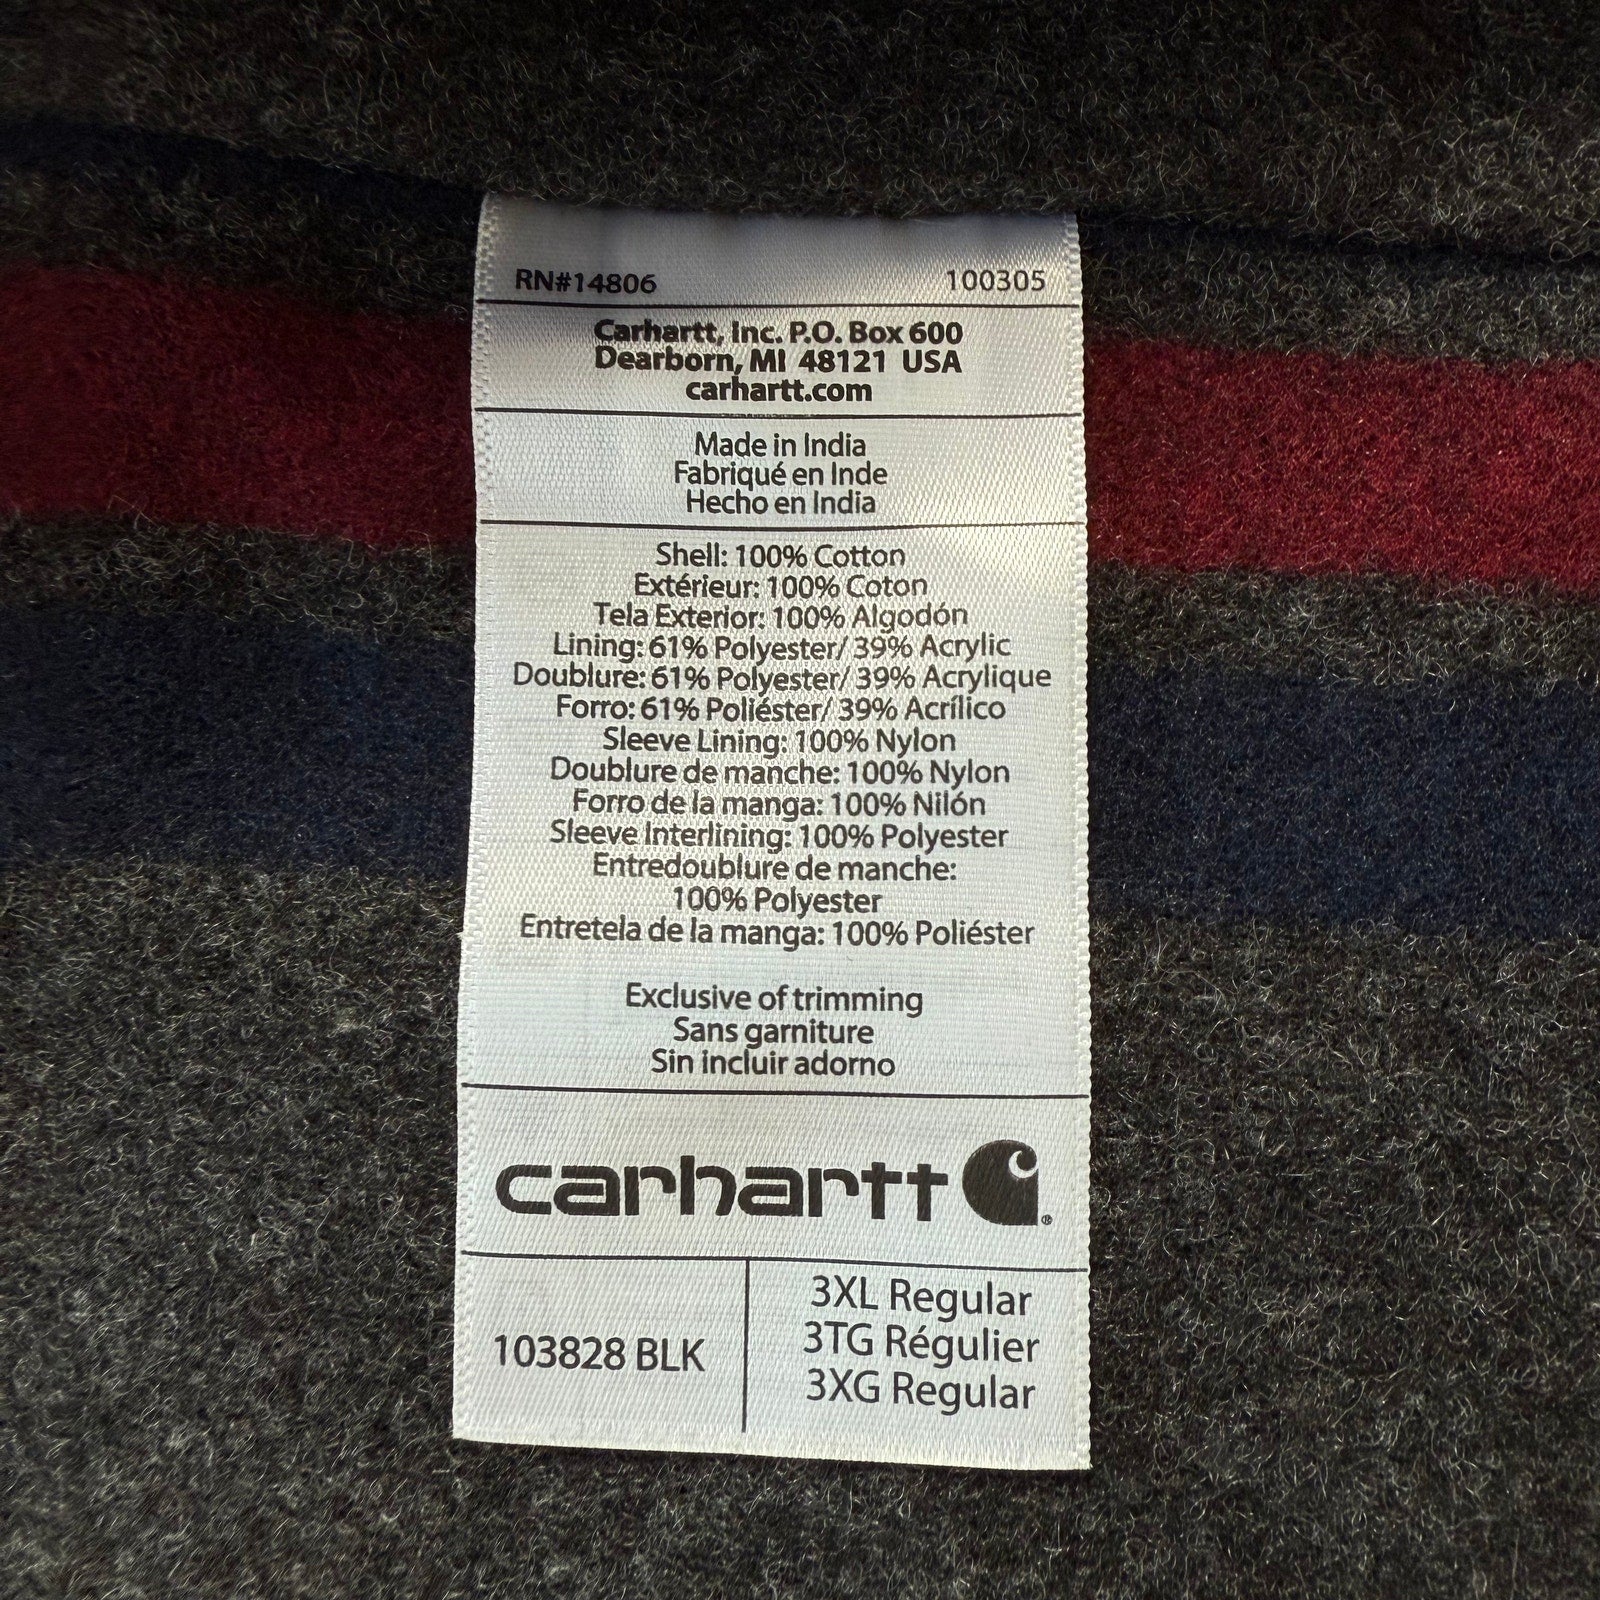 RN#14806 100305
Carhartt, Inc. P.O. Box 600
Dearborn, MI 48121 USA
carhartt.com
Made in India
Fabriqué en Inde
Hecho en India
Shell: 100% Cotton
Extérieur: 100% Coton
Tela Exterior: 100% Algodón
Lining: 61% Polyester/ 39% Acrylic
Doublure: 61% Polyester/ 39% Acrylique
Forro: 61% Poliéster/ 39% Acrílico
Sleeve Lining: 100% Nylon
Doublure de manche: 100% Nylon
Forro de la manga: 100% Nilón
Sleeve Interlining: 100% Polyester
Entredoublure de manche:
100% Polyester
Entretela de la manga: 100% Poliéster
Exclusive of trimming
Sans garniture
Sin incluir adorno
carhartt ®
103828 BLK
3XL Regular
3TG Régulier
3XG Regular